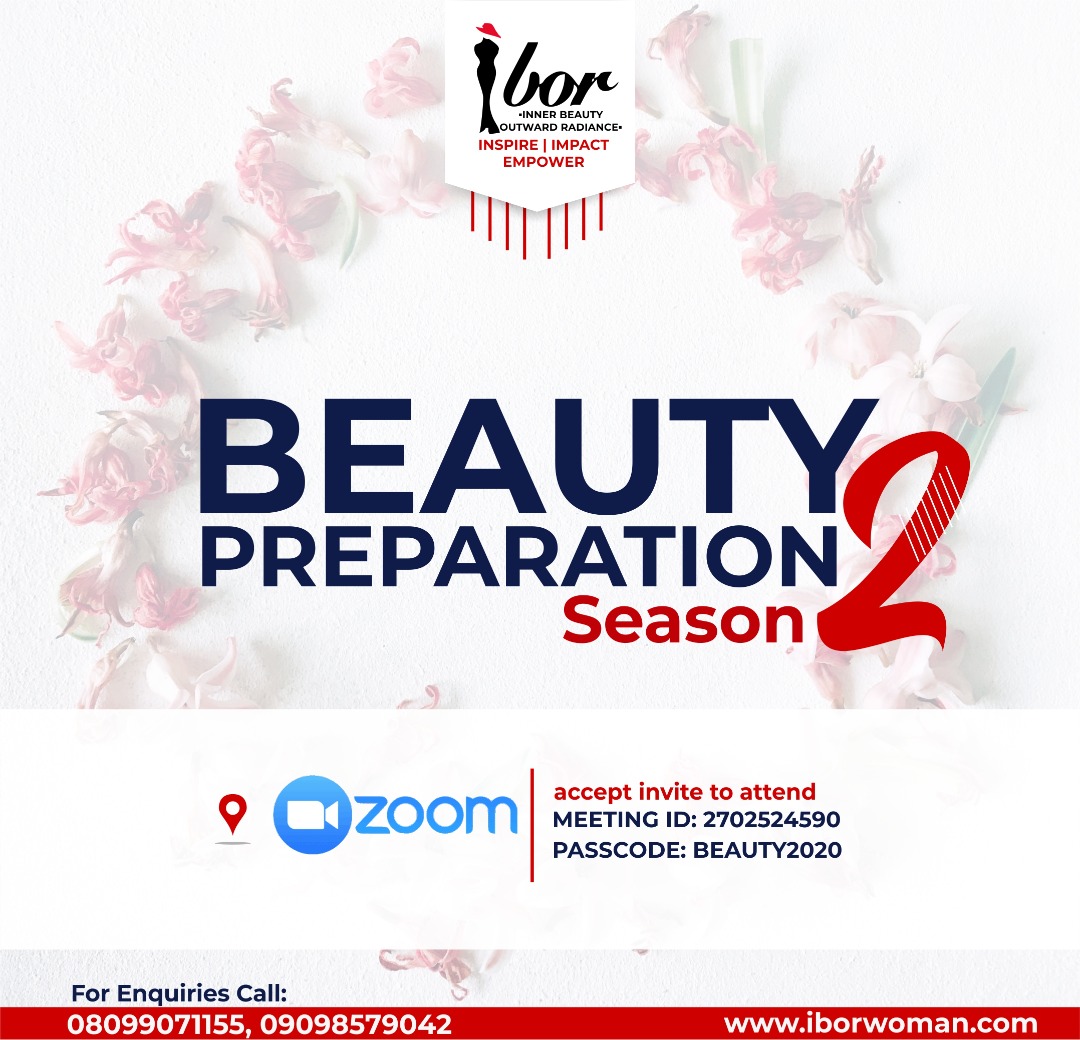 Ibor
•INNER BEAUTY
OUTWARD RADIANCE•
INSPIRE | IMPACT
EMPOWER
BEAUTY
PREPARATION
Season 2
zoom
accept invite to attend
MEETING ID: 2702524590
PASSCODE: BEAUTY2020
For Enquiries Call:
08099071155, 09098579042
www.iborwoman.com